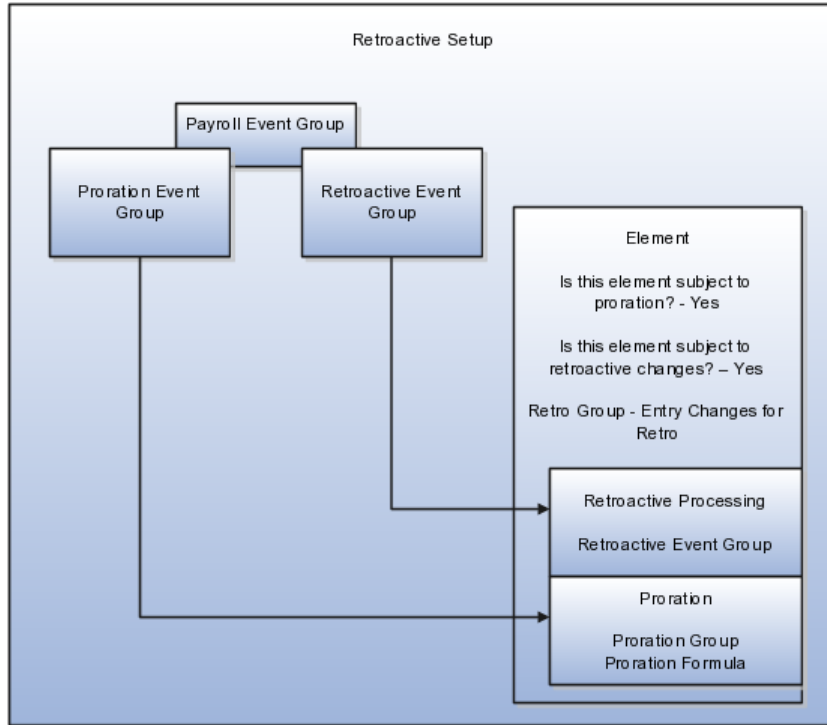 Retroactive Setup
Payroll Event Group
Proration Event
Group
Retroactive Event
Group
Element
Is this element subject to
proration? - Yes
Is this element subject to
retroactive changes? – Yes
Retro Group - Entry Changes for
Retro
Retroactive Processing
Retroactive Event Group
Proration
Proration Group
Proration Formula